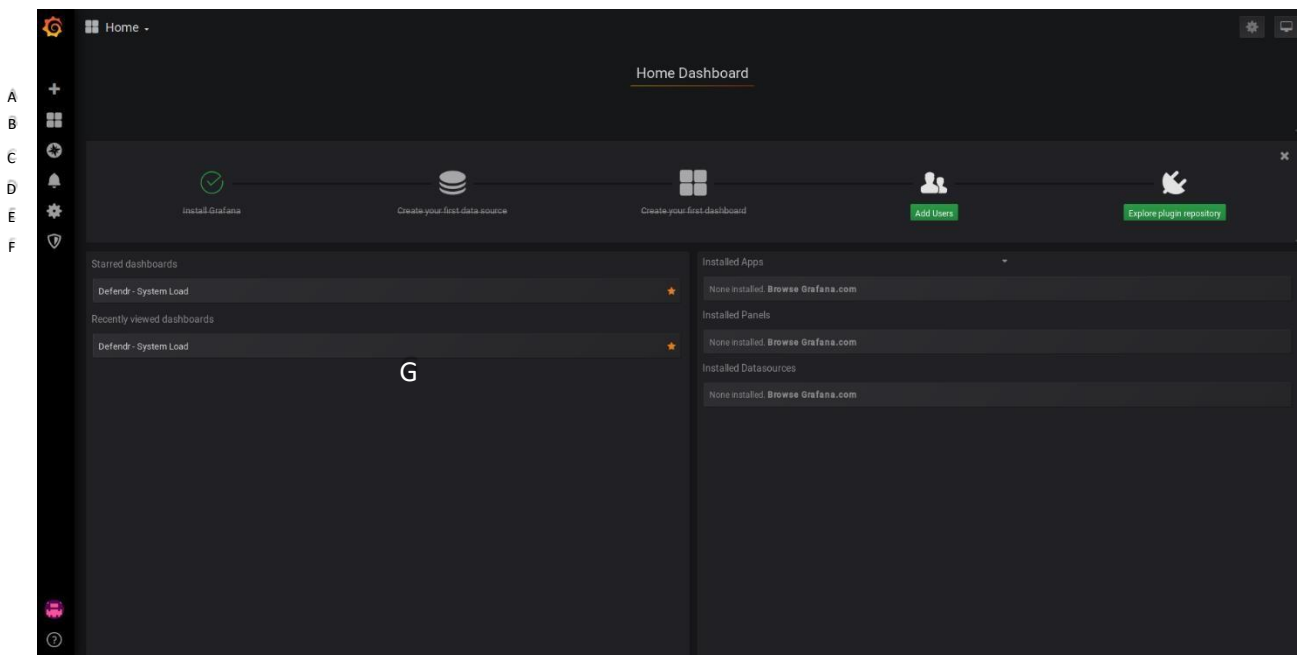 Home
Home Dashboard
A
B
C
D
E
F
Install Grafana
Create your first data source
Create your first dashboard
Add Users
Explore plugin repository
Starred dashboards
Defendr - System Load
Recently viewed dashboards
Defendr - System Load
G
Installed Apps
None installed. Browse Grafana.com
Installed Panels
None installed. Browse Grafana.com
Installed Datasources
None installed. Browse Grafana.com
?